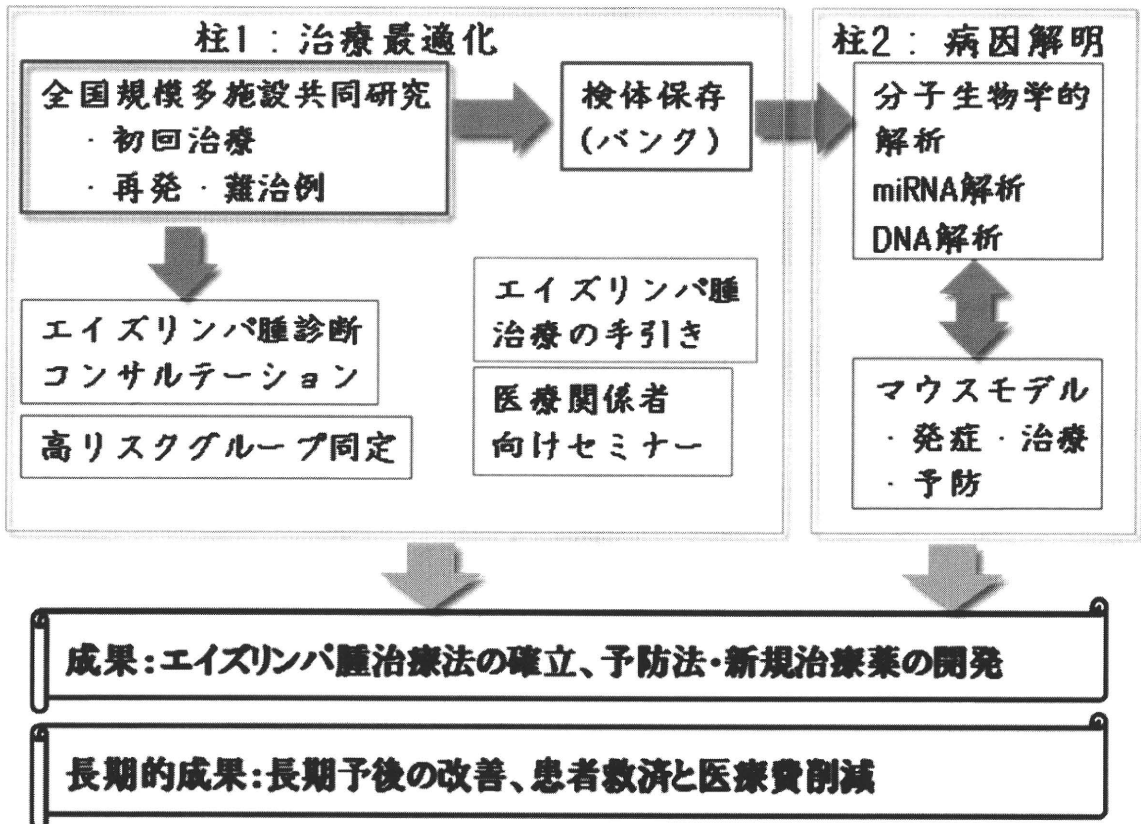 柱1：治療最適化
全国規模多施設共同研究
・初回治療
・再発・難治例
検体保存
(バンク)
エイズリンパ腫診断
コンサルテーション
高リスクグループ同定
エイズリンパ腫
治療の手引き
医療関係者
向けセミナー
柱2：病因解明
分子生物学的
解析
miRNA解析
DNA解析
マウスモデル
・発症・治療
・予防
成果：エイズリンパ腫治療法の確立、予防法・新規治療薬の開発
長期的成果：長期予後の改善、患者救済と医療費削減